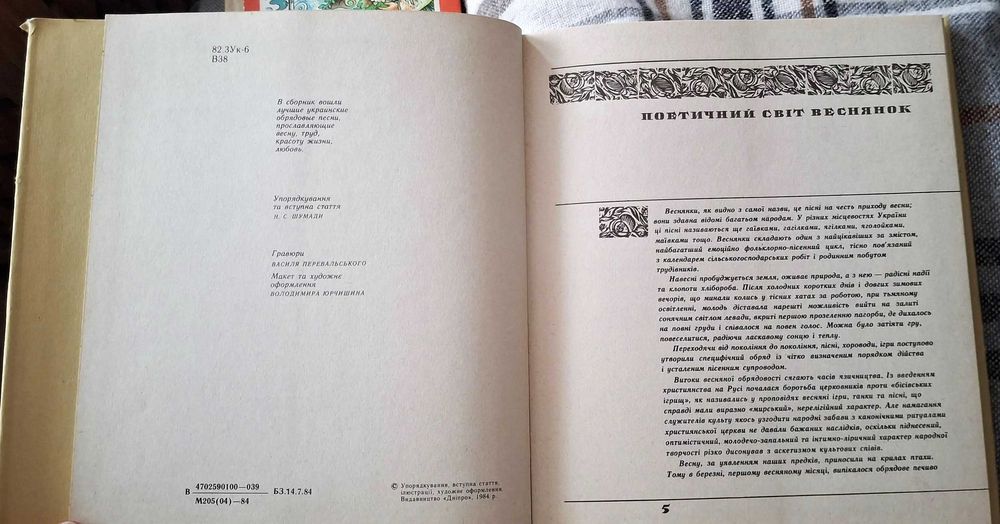 82.3Ук-6
В38
В сборник вошли
лучшие украинские
обрядовые песни,
прославляющие
весну, труд,
красоту жизни,
любовь.
Упорядкування
та вступна стаття
Н. С. ШУМАДИ
Гравюри
ВАСИЛЯ ПЕРЕВАЛЬСЬКОГО
Макет та художнє
оформлення
ВОЛОДИМИРА ЮРЧИШИНА
В 4702590100—039
М205(04)—84 БЗ.14.7.84
© Упорядкування, вступна стаття,
ілюстрації, художнє оформлення.
Видавництво «Дніпро», 1984 р.
ПОЕТИЧНИЙ СВІТ ВЕСНЯНОК
Веснянки, як видно з самої назви, це пісні на честь приходу весни;
вони здавна відомі багатьом народам. У різних місцевостях України
ці пісні називаються ще гаївками, гагілками, ягілками, яголойками,
маївками тощо. Веснянки складають один з найцікавіших за змістом,
найбагатший емоційно фольклорно-пісенний цикл, тісно пов'язаний
з календарем сільськогосподарських робіт і родинним побутом
трудівників.
Навесні пробуджується земля, оживає природа, а з нею — радісні надії
та клопоти хлібороба. Після холодних коротких днів і довгих зимових
вечорів, що минали колись у тісних хатах за роботою, при тьмяному
освітленні, молодь діставала нарешті можливість вийти на залиті
сонячним світлом левади, вкриті першою прозеленню пагорби, де дихалось
на повні груди і співалося на повен голос. Можна було затіяти гру,
повеселитися, радіючи ласкавому сонцю і теплу.
Переходячи від покоління до покоління, пісні, хороводи, ігри поступово
утворили специфічний обряд із чітко визначеним порядком дійства
і усталеним пісенним супроводом.
Витоки весняної обрядовості сягають часів язичництва. Із введенням
християнства на Русі почалася боротьба церковників проти «бісівських
ігрищ», як називались у проповідях весняні ігри, танки та пісні, що
справді мали виразно «мирський», нерелігійний характер. Але намагання
служителів культу якось узгодити народні забави з канонічними ритуалами
християнської церкви не давали бажаних наслідків, оскільки піднесений,
оптимістичний, молодечо-запальний та інтимно-ліричний характер народної
творчості різко дисонував з аскетизмом культових співів.
Весну, за уявленням наших предків, приносили на крилах птахи.
Тому в березні, першому весняному місяці, випікалося обрядове печиво
5